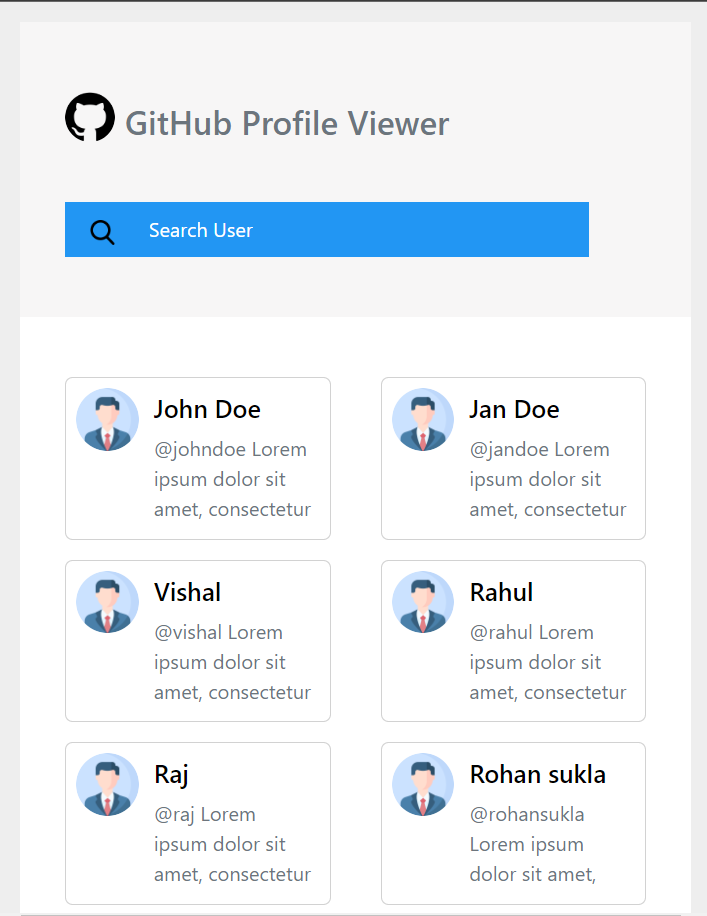 GitHub Profile Viewer
Search User
John Doe
@johndoe Lorem
ipsum dolor sit
amet, consectetur
Jan Doe
@jandoe Lorem
ipsum dolor sit
amet, consectetur
Vishal
@vishal Lorem
ipsum dolor sit
amet, consectetur
Rahul
@rahul Lorem
ipsum dolor sit
amet, consectetur
Raj
@raj Lorem
ipsum dolor sit
amet, consectetur
Rohan sukla
@rohansukla
Lorem ipsum
dolor sit amet,